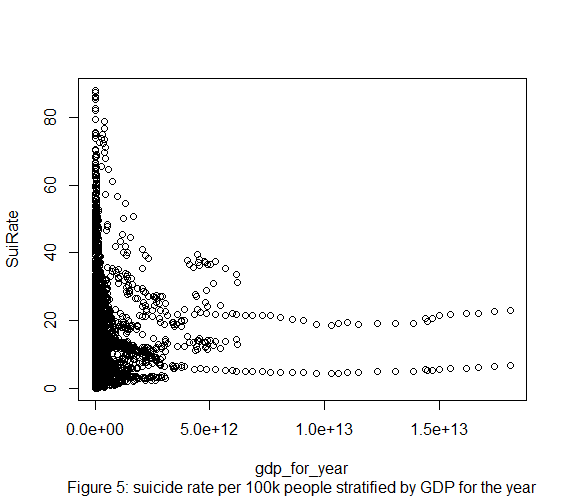 80
60
40
20
0
SuiRate
0.0e+00 5.0e+12 1.0e+13 1.5e+13
gdp_for_year
Figure 5: suicide rate per 100k people stratified by GDP for the year